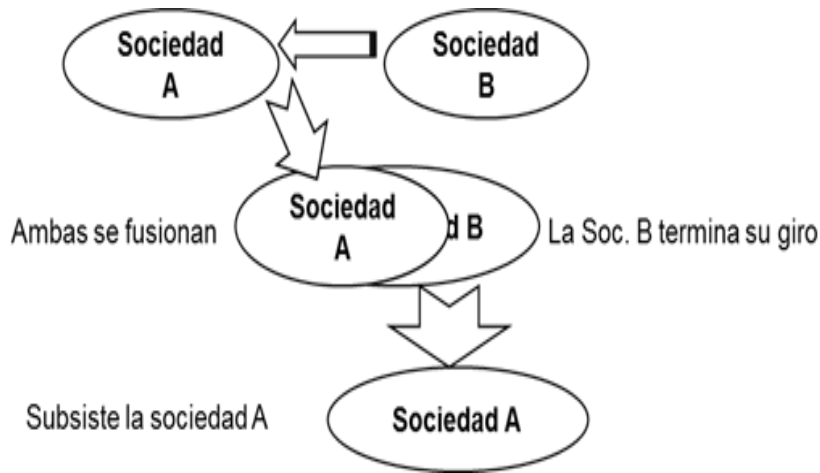 Sociedad
A
Sociedad
B
Ambas se fusionan
Sociedad
A
d B
La Soc. B termina su giro
Subsiste la sociedad A
Sociedad A